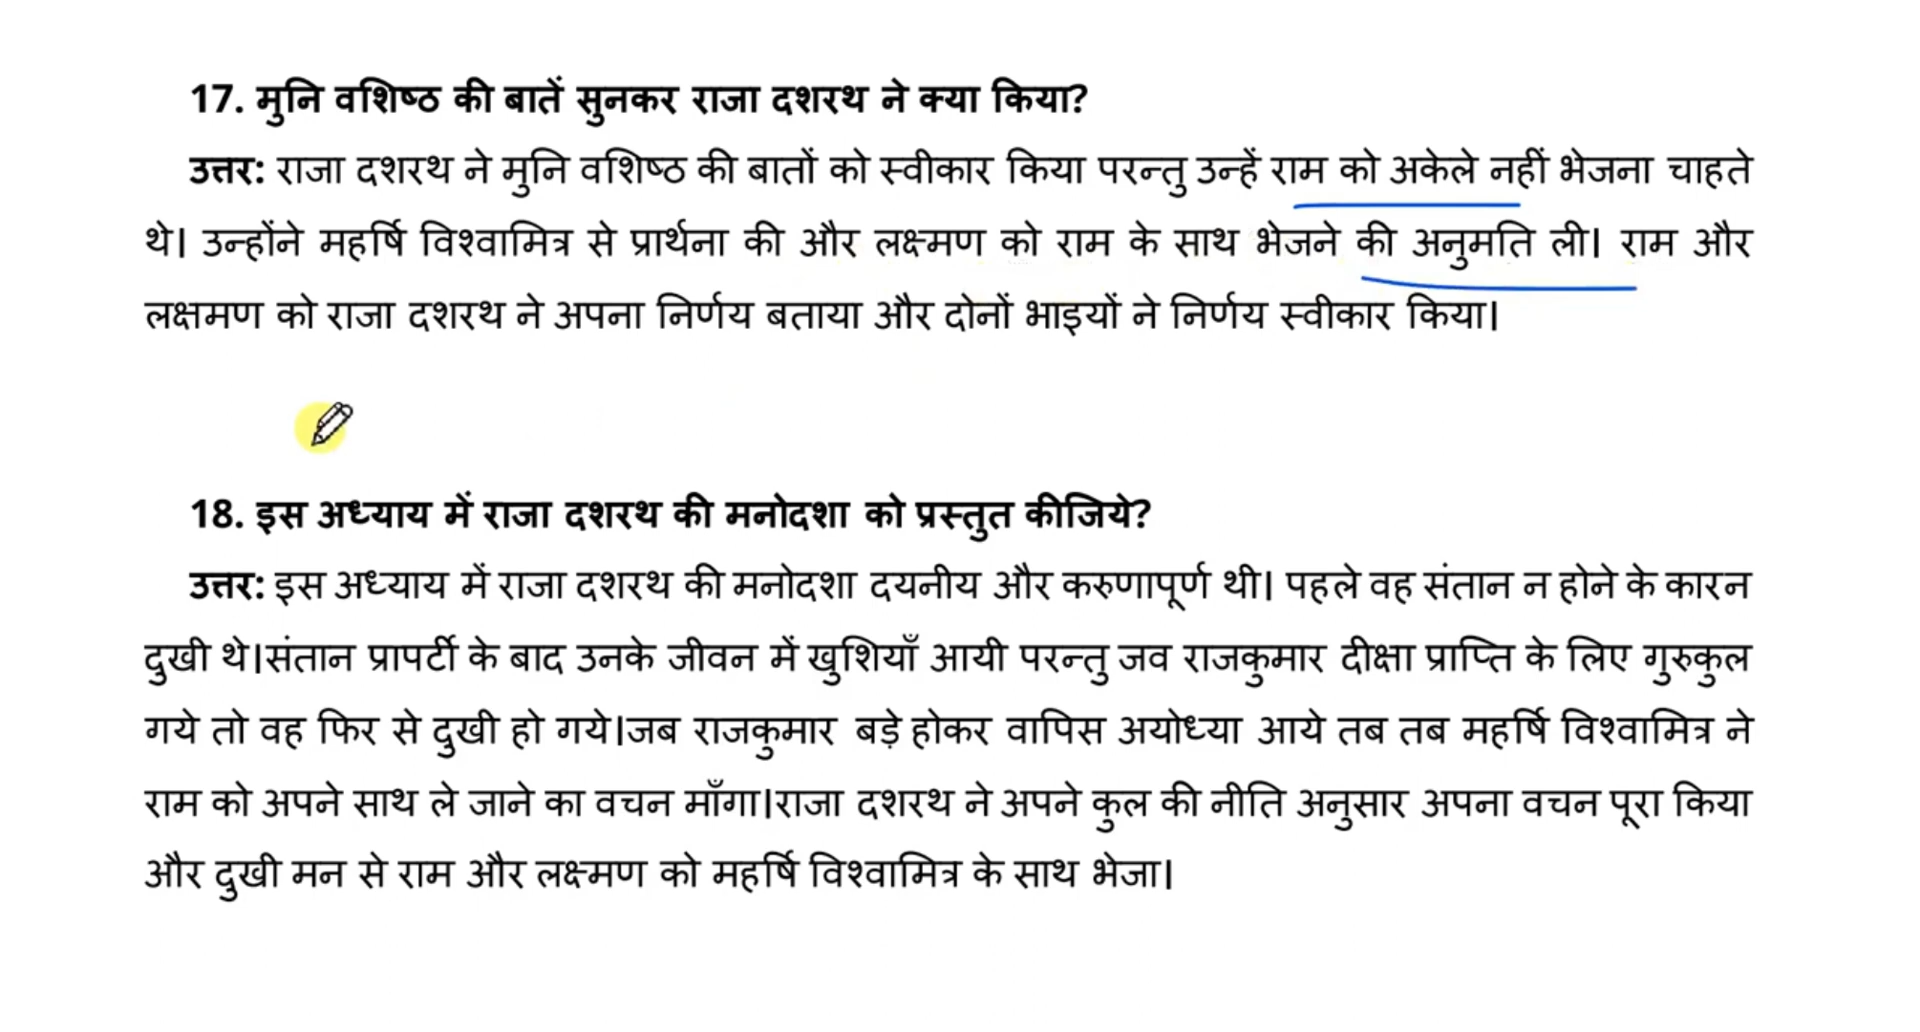 17. मुनि वशिष्ठ की बातें सुनकर राजा दशरथ ने क्या किया?
उत्तर: राजा दशरथ ने मुनि वशिष्ठ की बातों को स्वीकार किया परन्तु उन्हें राम को अकेले नहीं भेजना चाहते
थे। उन्होंने महर्षि विश्वामित्र से प्रार्थना की और लक्ष्मण को राम के साथ भेजने की अनुमति ली। राम और
लक्षमण को राजा दशरथ ने अपना निर्णय बताया और दोनों भाइयों ने निर्णय स्वीकार किया।
18. इस अध्याय में राजा दशरथ की मनोदशा को प्रस्तुत कीजिये?
उत्तर: इस अध्याय में राजा दशरथ की मनोदशा दयनीय और करुणापूर्ण थी। पहले वह संतान न होने के कारन
दुखी थे।संतान प्रापर्टी के बाद उनके जीवन में खुशियाँ आयी परन्तु जव राजकुमार दीक्षा प्राप्ति के लिए गुरुकुल
गये तो वह फिर से दुखी हो गये।जब राजकुमार बड़े होकर वापिस अयोध्या आये तब तब महर्षि विश्वामित्र ने
राम को अपने साथ ले जाने का वचन माँगा।राजा दशरथ ने अपने कुल की नीति अनुसार अपना वचन पूरा किया
और दुखी मन से राम और लक्ष्मण को महर्षि विश्वामित्र के साथ भेजा।